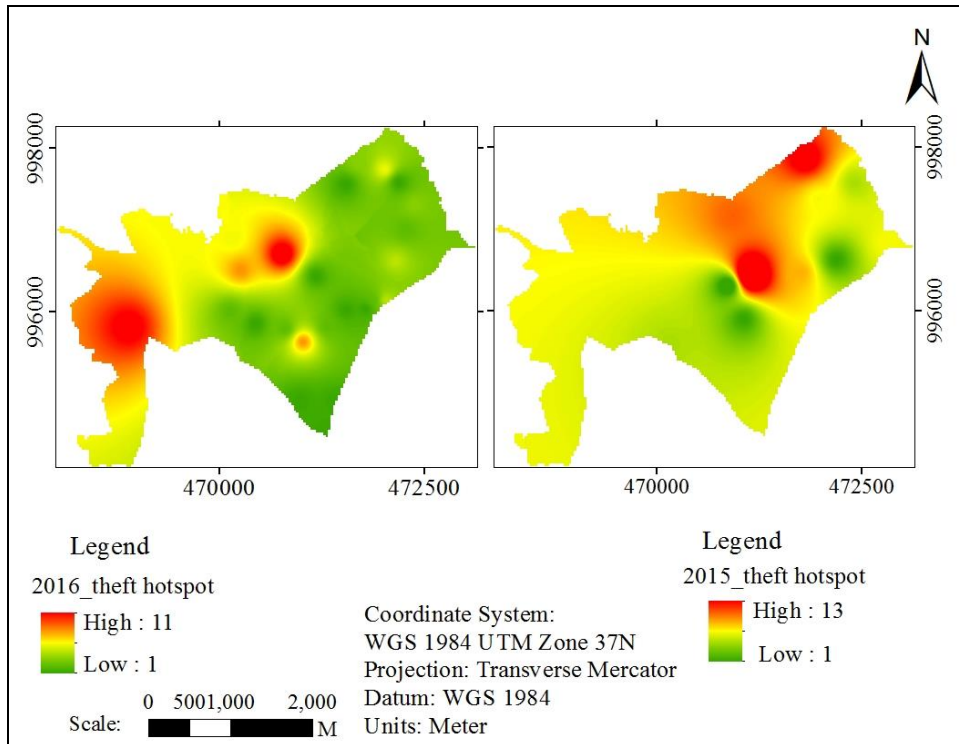 N
998000
996000
470000
472500
470000
472500
998000
996000
Legend
2016_theft hotspot
High : 11
Low : 1
Scale:
0 5001,000 2,000
M
Coordinate System:
WGS 1984 UTM Zone 37N
Projection: Transverse Mercator
Datum: WGS 1984
Units: Meter
Legend
2015_theft hotspot
High : 13
Low : 1